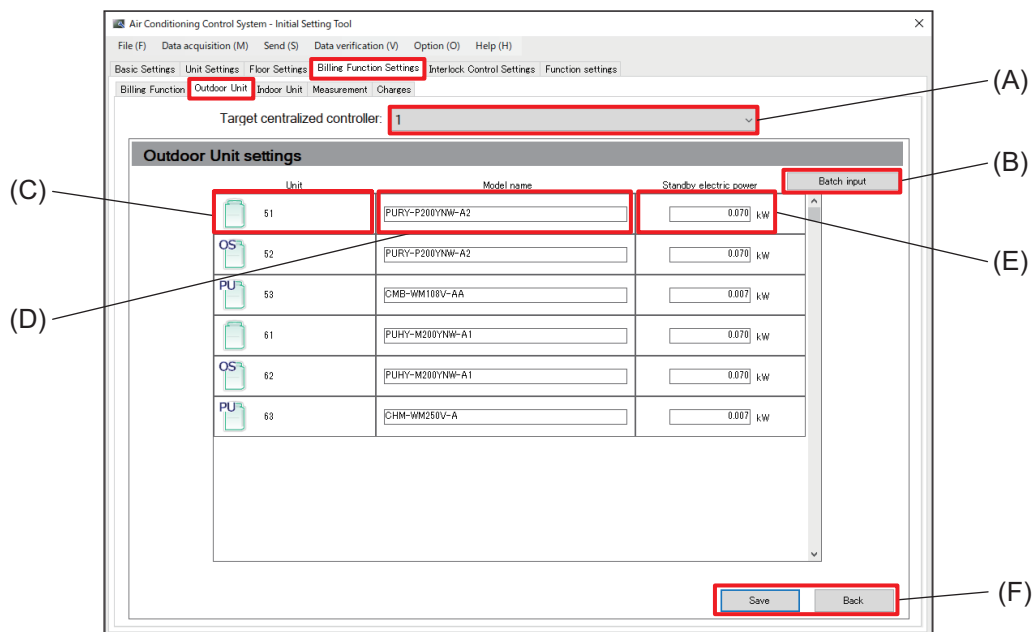 Air Conditioning Control System - Initial Setting Tool
File (F) Data acquisition (M) Send (S) Data verification (V) Option (O) Help (H)
Basic Settings Unit Settings Floor Settings Billing Function Settings Interlock Control Settings Function settings
Billing Function Outdoor Unit Indoor Unit Measurement Charges
(A)
Target centralized controller: 1
Outdoor Unit settings
(B)
Unit Model name Standby electric power Batch input
(C)
51 PURY-P200YNW-A2 0.070 kW
(E)
OS 52 PURY-P200YNW-A2 0.070 kW
PU 53 CMB-WM108V-AA 0.007 kW
(D)
61 PUHY-M200YNW-A1 0.070 kW
OS 62 PUHY-M200YNW-A1 0.070 kW
PU 63 CHM-WM250V-A 0.007 kW
Save Back
(F)